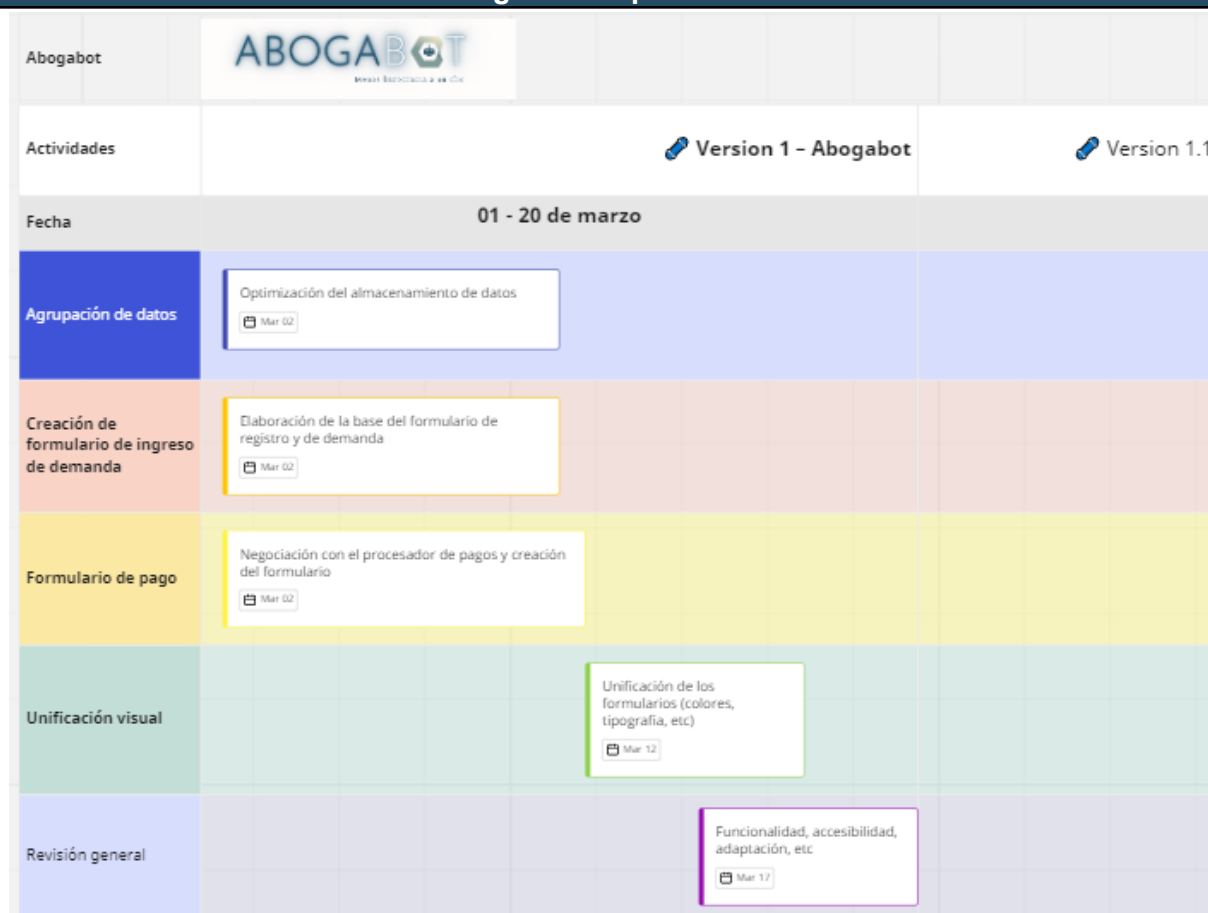 Abogabot
ABOGABOT
Actividades
Version 1 – Abogabot
Version 1.1
Fecha
01 - 20 de marzo
Agrupación de datos
Optimización del almacenamiento de datos
Mar 02
Creación de
formulario de ingreso
de demanda
Elaboración de la base del formulario de
registro y de demanda
Mar 02
Formulario de pago
Negociación con el procesador de pagos y creación
del formulario
Mar 02
Unificación visual
Unificación de los
formularios (colores,
tipografía, etc)
Mar 12
Revisión general
Funcionalidad, accesibilidad,
adaptación, etc
Mar 17